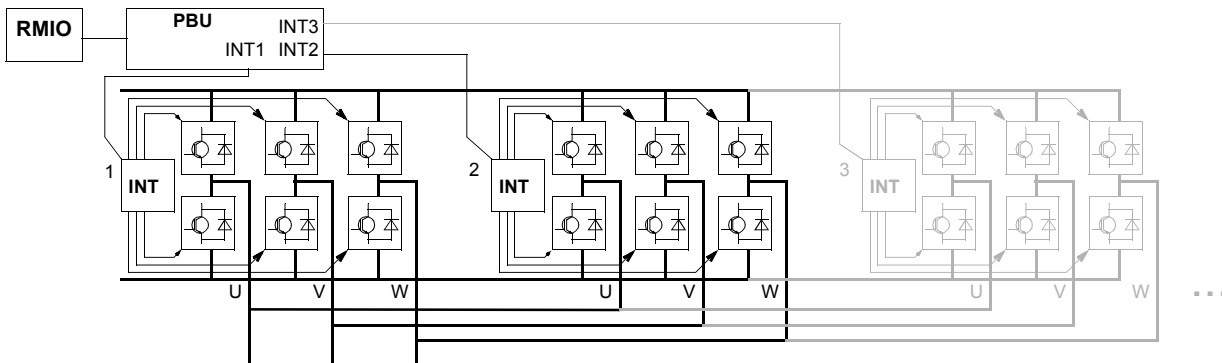 RMIO
PBU
INT3
INT1 INT2
1
INT
2
INT
3
INT
U V W
U V W
U V W
...